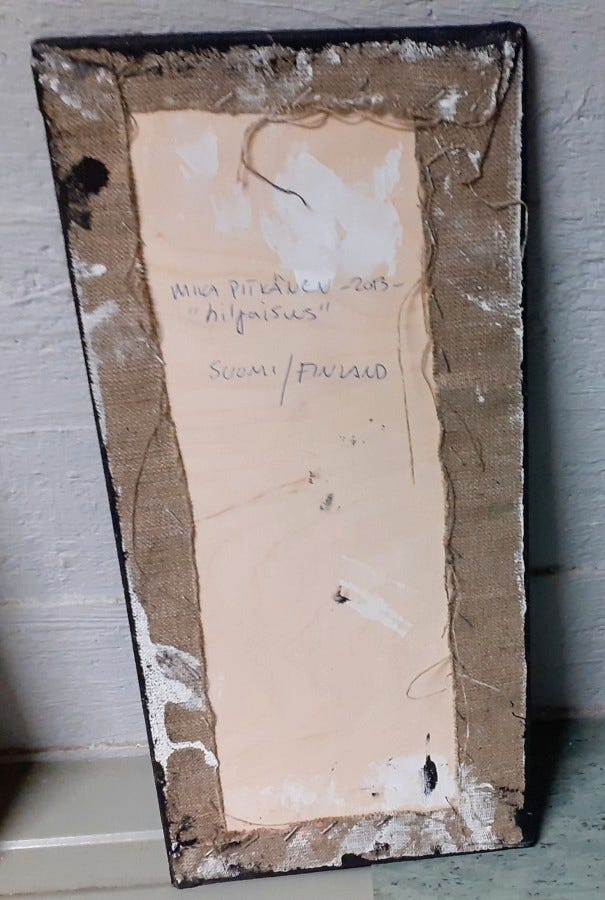 MIKA PITKÄNEN -2013-
"hiljaisuus"
SUOMI/FINLAND